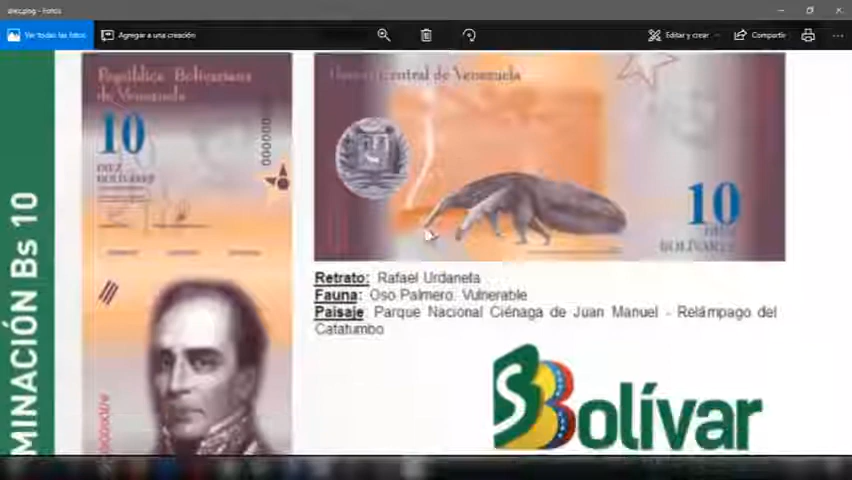 Ver todas las fotos
Agregar a una creación
Editar y crear
Compartir
MINACIÓN Bs 10
República Bolivariana
de Venezuela
10
DIEZ
BOLÍVARES
Banco Central de Venezuela
10
DIEZ
BOLÍVARES
Retrato: Rafael Urdaneta
Fauna: Oso Palmero. Vulnerable
Paisaje: Parque Nacional Ciénaga de Juan Manuel - Relámpago del
Catatumbo
SBolívar